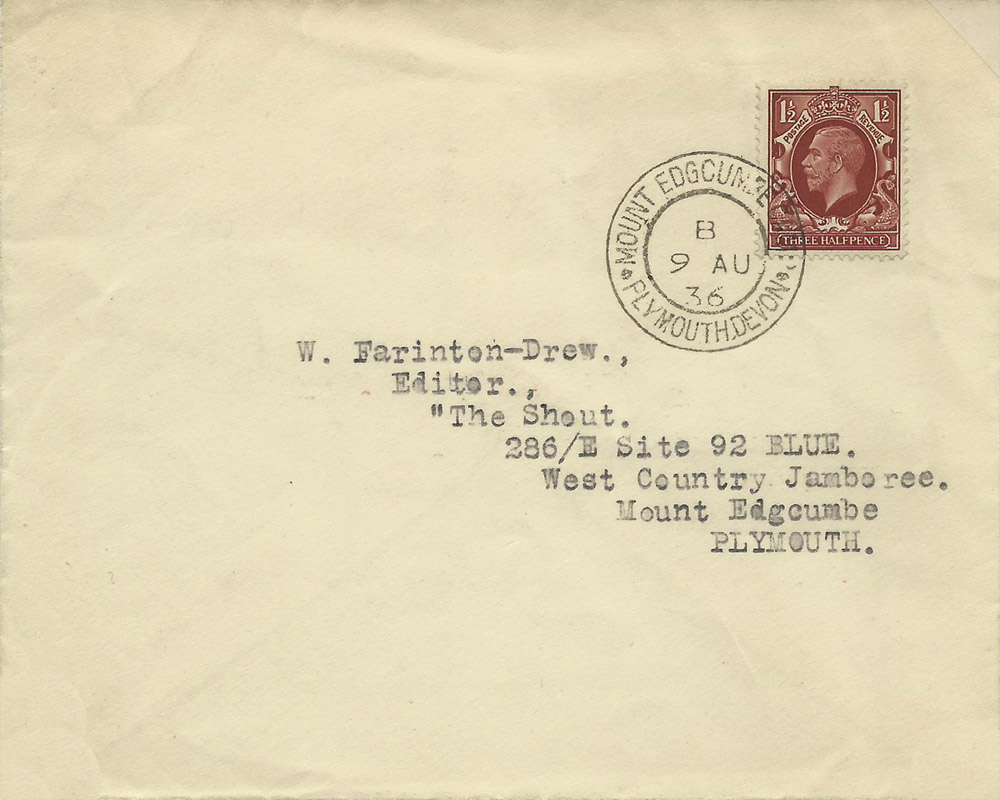 1½ 1½
POSTAGE REVENUE
THREE HALFPENCE
MOUNT EDGCUMBE
B
9 AU
36
PLYMOUTH.DEVON
W. Farinton-Drew.,
Editor.,
"The Shout.
286/E Site 92 BLUE.
West Country Jamboree.
Mount Edgcumbe
PLYMOUTH.